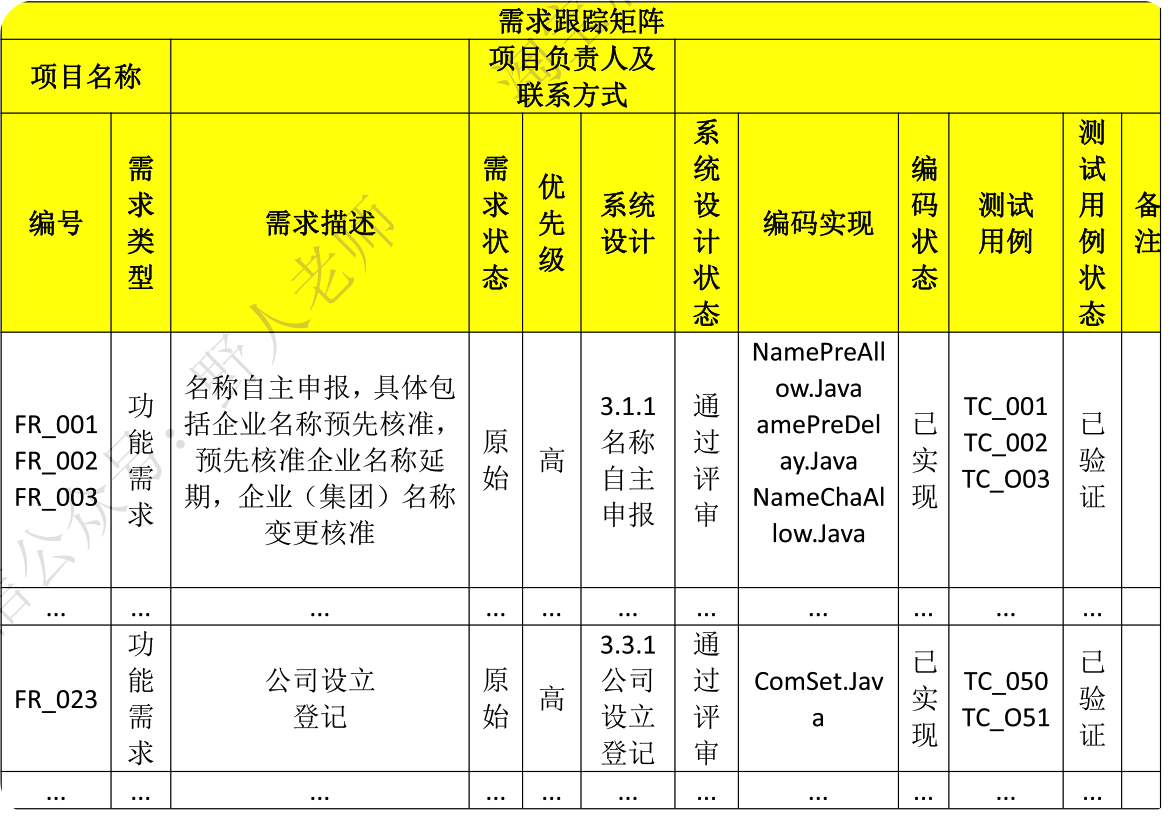 需求跟踪矩阵
项目名称
项目负责人及
联系方式
编号
需
求
类
型
需求描述
需
求
状
态
优
先
级
系统
设计
系
统
设
计
状
态
编码实现
编
码
状
态
测试
用例
测
试
用
例
状
态
备
注
FR_001
FR_002
FR_003
功
能
需
求
名称自主申报，具体包
括企业名称预先核准，
预先核准企业名称延
期，企业（集团）名称
变更核准
原
始
高
3.1.1
名称
自主
申报
通
过
评
审
NamePreAll
ow.Java
amePreDel
ay.Java
NameChaAl
low.Java
已
实
现
TC_001
TC_002
TC_O03
已
验
证
... ... ... ... ... ... ... ... ... ... ...
FR_023
功
能
需
求
公司设立
登记
原
始
高
3.3.1
公司
设立
登记
通
过
评
审
ComSet.Jav
a
已
实
现
TC_050
TC_O51
已
验
证
... ... ... ... ... ... ... ... ... ... ...
信公众号：野人老师